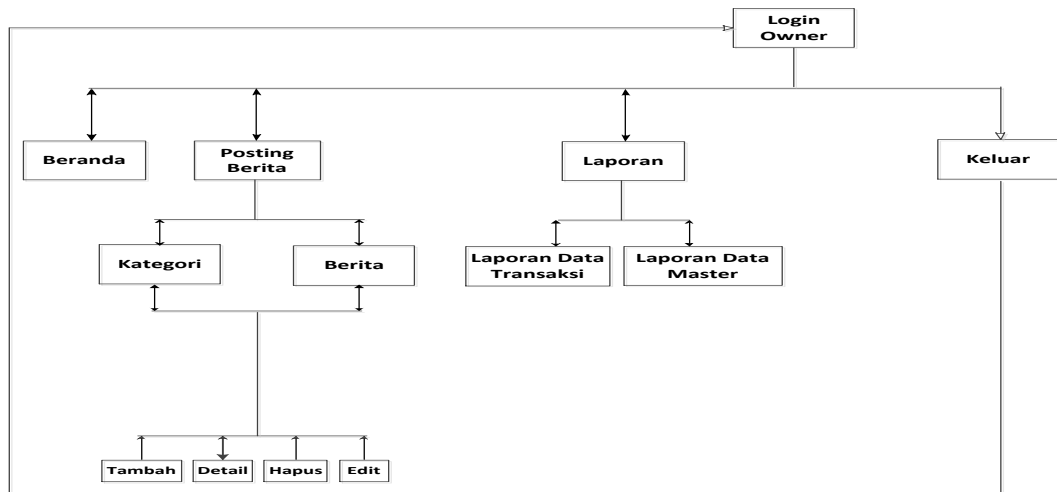 Login
Owner
Beranda
Posting
Berita
Laporan
Keluar
Kategori
Berita
Laporan Data
Transaksi
Laporan Data
Master
Tambah
Detail
Hapus
Edit